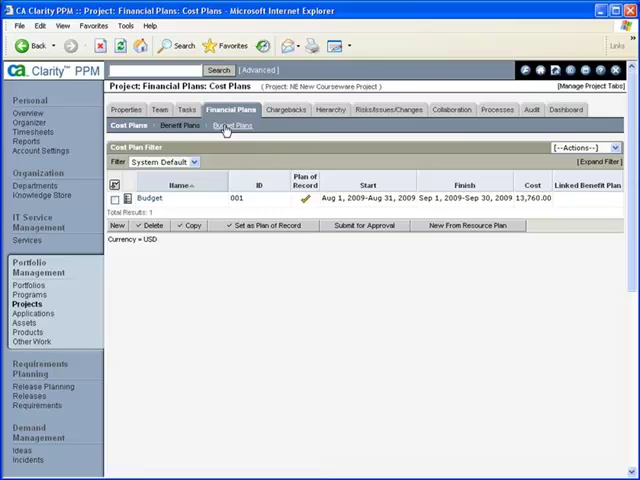 CA Clarity PPM :: Project: Financial Plans: Cost Plans - Microsoft Internet Explorer
File Edit View Favorites Tools Help
Back Search Favorites Links
ca Clarity™ PPM Search [Advanced]
Project: Financial Plans: Cost Plans ( Project: NE New Courseware Project ) [Manage Project Tabs]
Properties Team Tasks Financial Plans Chargebacks Hierarchy Risks/Issues/Changes Collaboration Processes Audit Dashboard
Cost Plans Benefit Plans Budget Plans
Cost Plan Filter [--Actions--]
Filter System Default [Expand Filter]
Name ID Plan of Record Start Finish Cost Linked Benefit Plan
Budget 001 Aug 1, 2009-Aug 31, 2009 Sep 1, 2009-Sep 30, 2009 13,760.00
Total Results: 1
New Delete Copy Set as Plan of Record Submit for Approval New From Resource Plan
Currency = USD
Personal
Overview
Organizer
Timesheets
Reports
Account Settings
Organization
Departments
Knowledge Store
IT Service
Management
Services
Portfolio
Management
Portfolios
Programs
Projects
Applications
Assets
Products
Other Work
Requirements
Planning
Release Planning
Releases
Requirements
Demand
Management
Ideas
Incidents